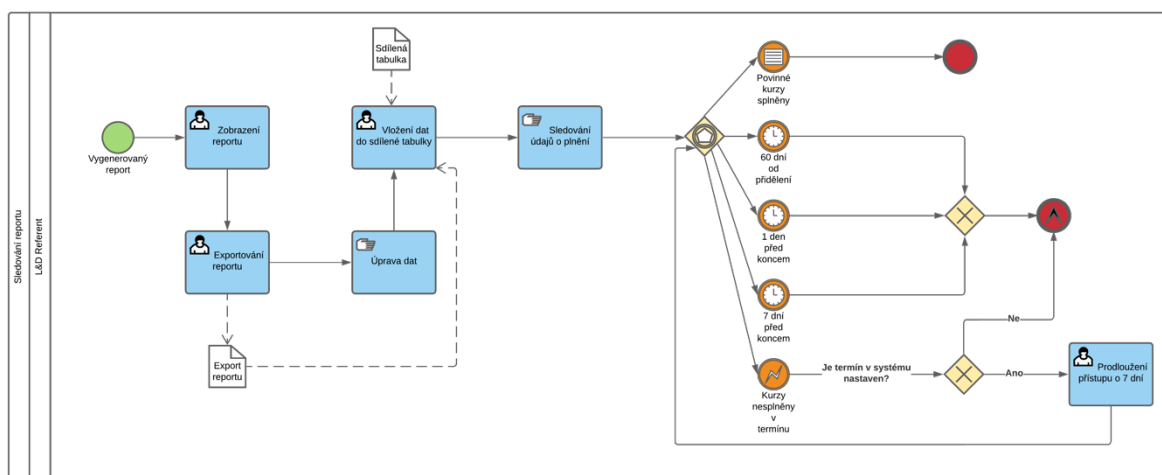 Sledování reportu
L&D Referent
Vygenerovaný
report
Zobrazení
reportu
Exportování
reportu
Export
reportu
Úprava dat
Sdílená
tabulka
Vložení dat
do sdílené tabulky
Sledování
údajů o plnění
Povinné
kurzy
splněny
60 dní
od
přidělení
1 den
před
koncem
7 dní
před
koncem
Kurzy
nesplněny
v
termínu
Je termín v systému
nastaven?
Ne
Ano
Prodloužení
přístupu o 7 dní